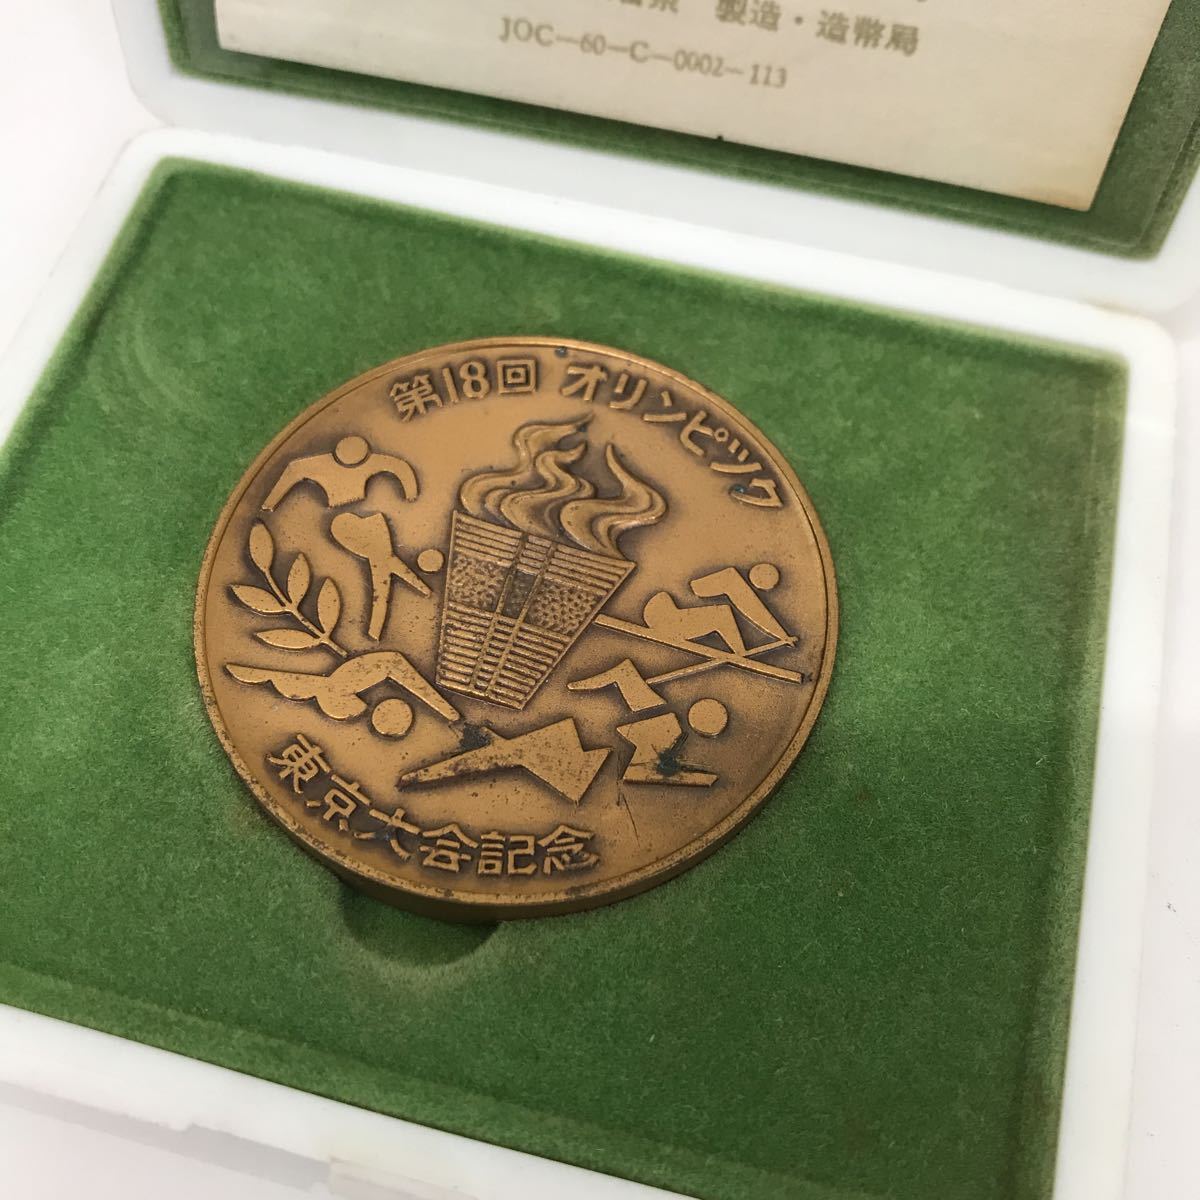 製造・造幣局
JOC-60-C-0002-113
第18回 オリンピック
東京大会記念